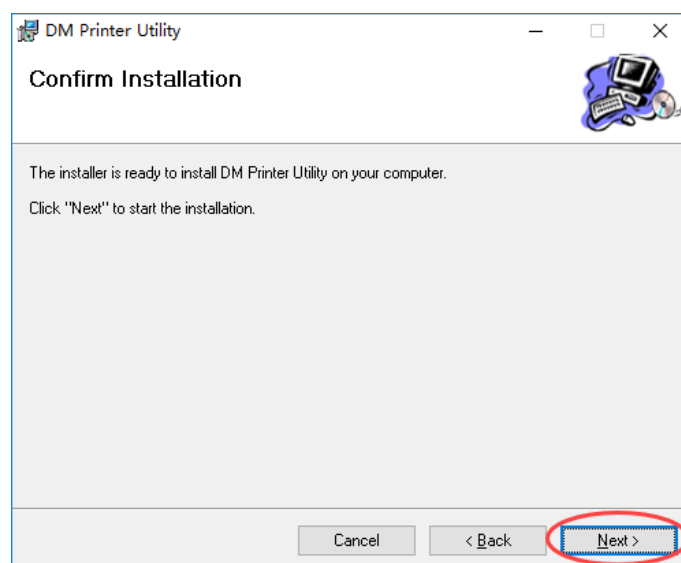 DM Printer Utility
Confirm Installation
The installer is ready to install DM Printer Utility on your computer.
Click "Next" to start the installation.
Cancel
< Back
Next >